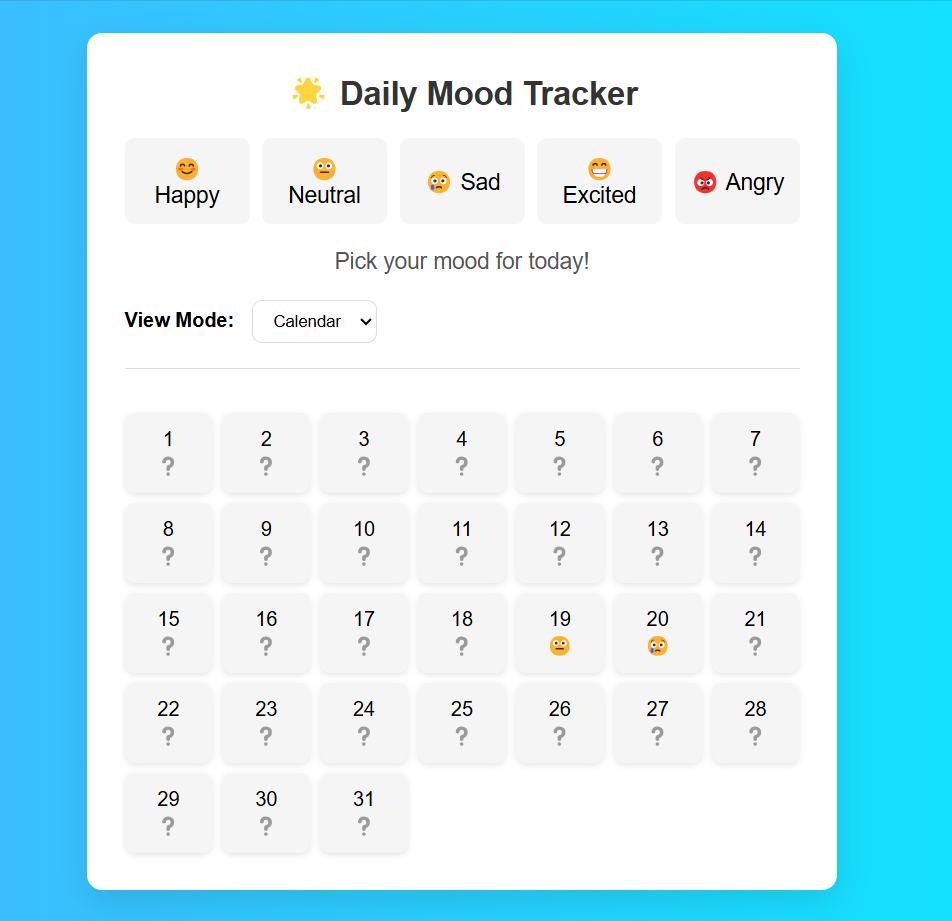 🌟 Daily Mood Tracker
😊 😐 😁
Happy Neutral 😢 Sad Excited 😡 Angry
Pick your mood for today!
View Mode: Calendar
1 2 3 4 5 6 7
❔ ❔ ❔ ❔ ❔ ❔ ❔
8 9 10 11 12 13 14
❔ ❔ ❔ ❔ ❔ ❔ ❔
15 16 17 18 19 20 21
❔ ❔ ❔ ❔ 😐 😢 ❔
22 23 24 25 26 27 28
❔ ❔ ❔ ❔ ❔ ❔ ❔
29 30 31
❔ ❔ ❔